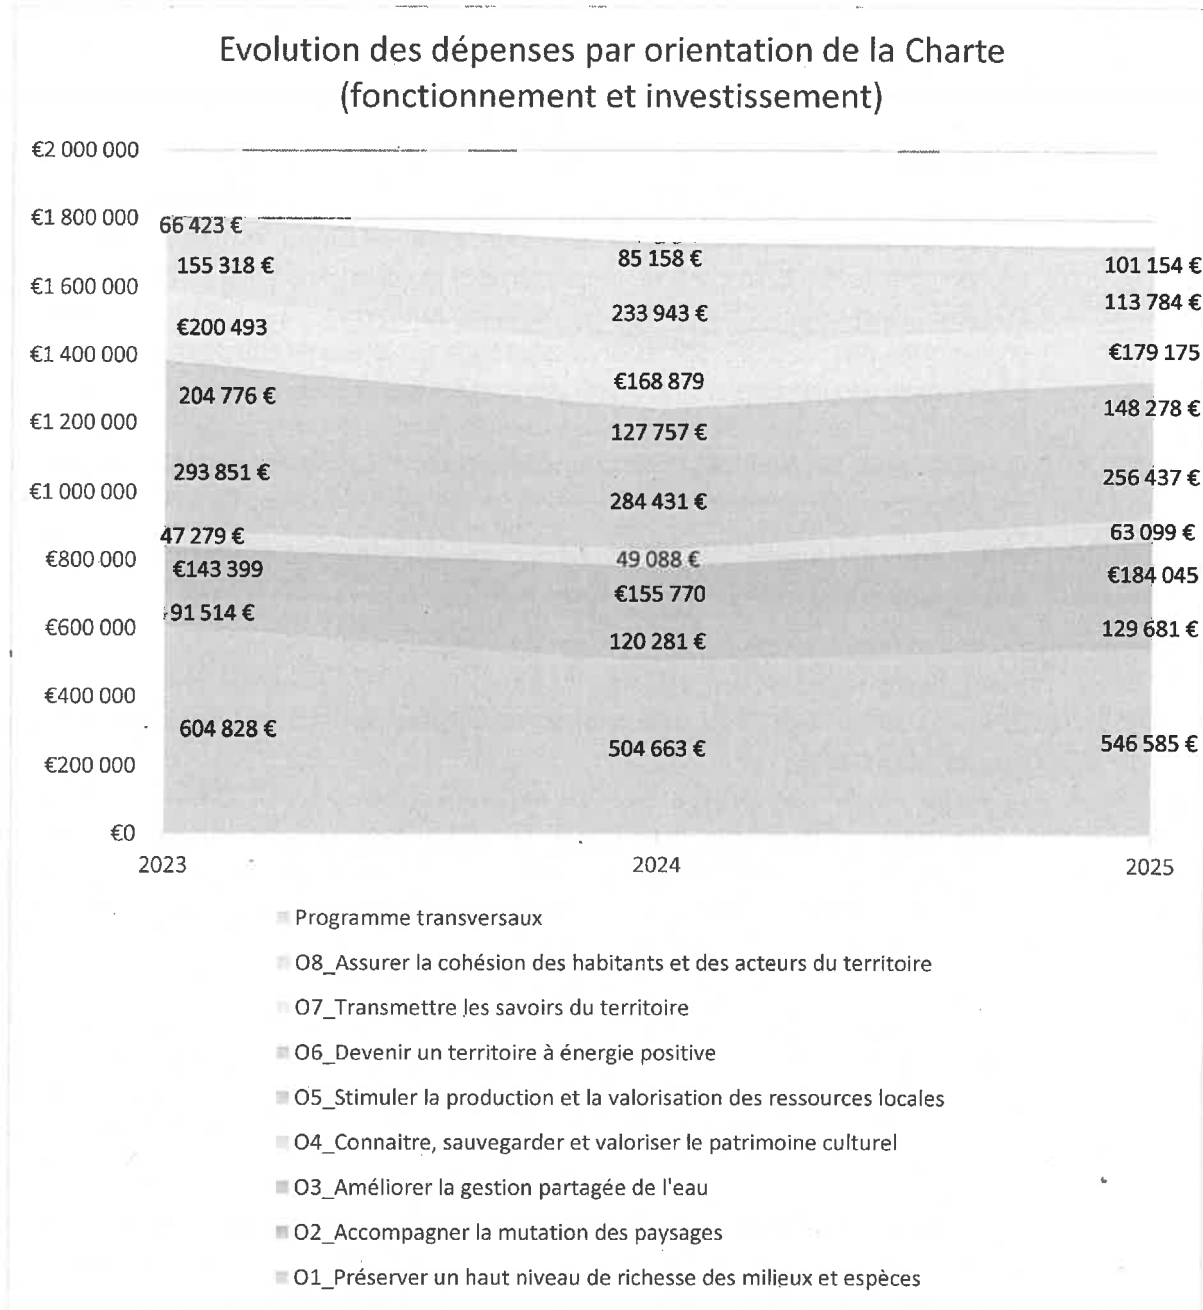 Evolution des dépenses par orientation de la Charte
(fonctionnement et investissement)
€2 000 000
€1 800 000
€1 600 000
€1 400 000
€1 200 000
€1 000 000
€800 000
€600 000
€400 000
€200 000
€0
66 423 €
155 318 €
€200 493
204 776 €
293 851 €
47 279 €
€143 399
91 514 €
604 828 €
85 158 €
233 943 €
€168 879
127 757 €
284 431 €
49 088 €
€155 770
120 281 €
504 663 €
101 154 €
113 784 €
€179 175
148 278 €
256 437 €
63 099 €
€184 045
129 681 €
546 585 €
2023
2024
2025
Programme transversaux
O8_Assurer la cohésion des habitants et des acteurs du territoire
O7_Transmettre les savoirs du territoire
O6_Devenir un territoire à énergie positive
O5_Stimuler la production et la valorisation des ressources locales
O4_Connaitre, sauvegarder et valoriser le patrimoine culturel
O3_Améliorer la gestion partagée de l'eau
O2_Accompagner la mutation des paysages
O1_Préserver un haut niveau de richesse des milieux et espèces